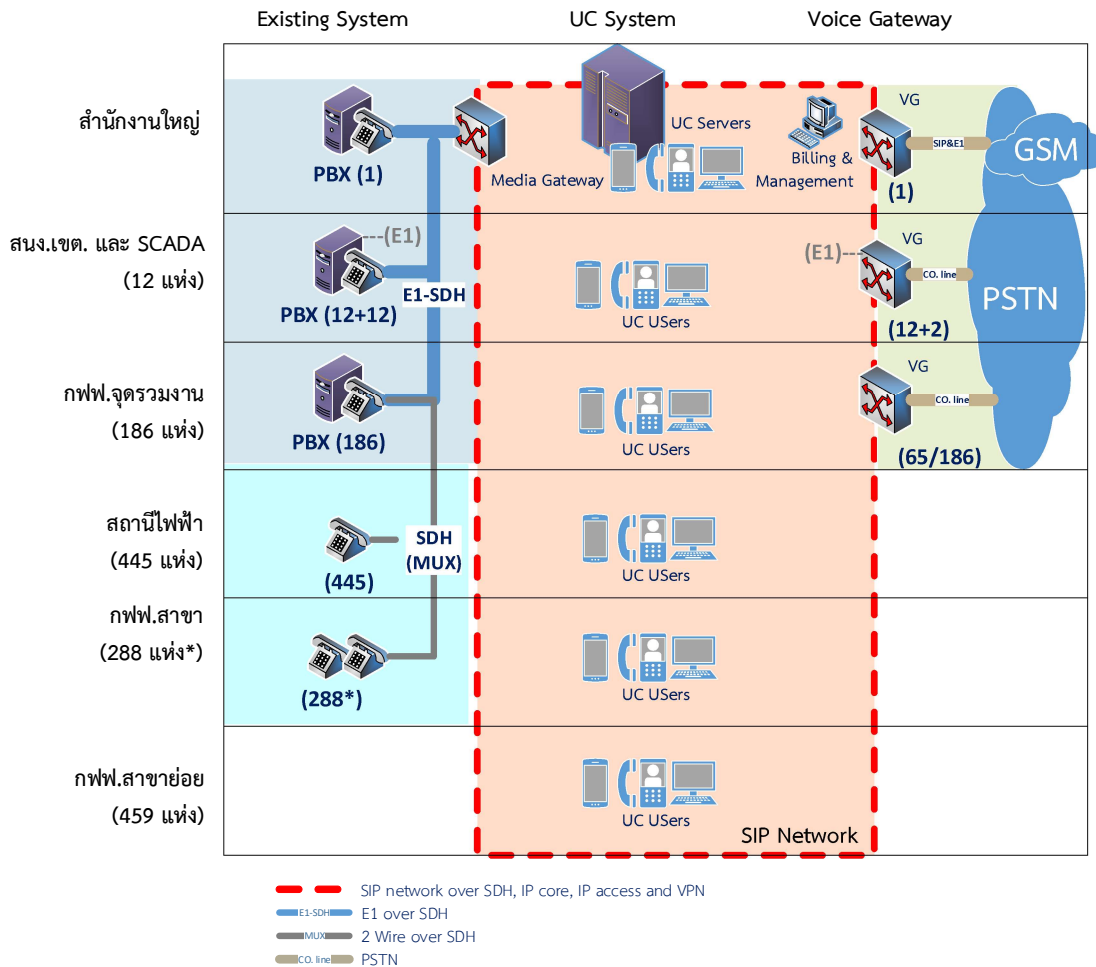 Existing System
UC System
Voice Gateway
สำนักงานใหญ่
PBX (1)
UC Servers
Media Gateway
Billing &
Management
VG
(1)
SIP&E1
GSM
สนง.เขต. และ SCADA
(12 แห่ง)
(E1)
PBX (12+12)
E1-SDH
UC USers
(E1)
VG
CO. line
(12+2)
PSTN
กฟฟ.จุดรวมงาน
(186 แห่ง)
PBX (186)
UC USers
VG
CO. line
(65/186)
สถานีไฟฟ้า
(445 แห่ง)
(445)
SDH
(MUX)
UC USers
กฟฟ.สาขา
(288 แห่ง*)
(288*)
UC USers
กฟฟ.สาขาย่อย
(459 แห่ง)
UC USers
SIP Network
SIP network over SDH, IP core, IP access and VPN
E1-SDH E1 over SDH
MUX 2 Wire over SDH
CO. line PSTN